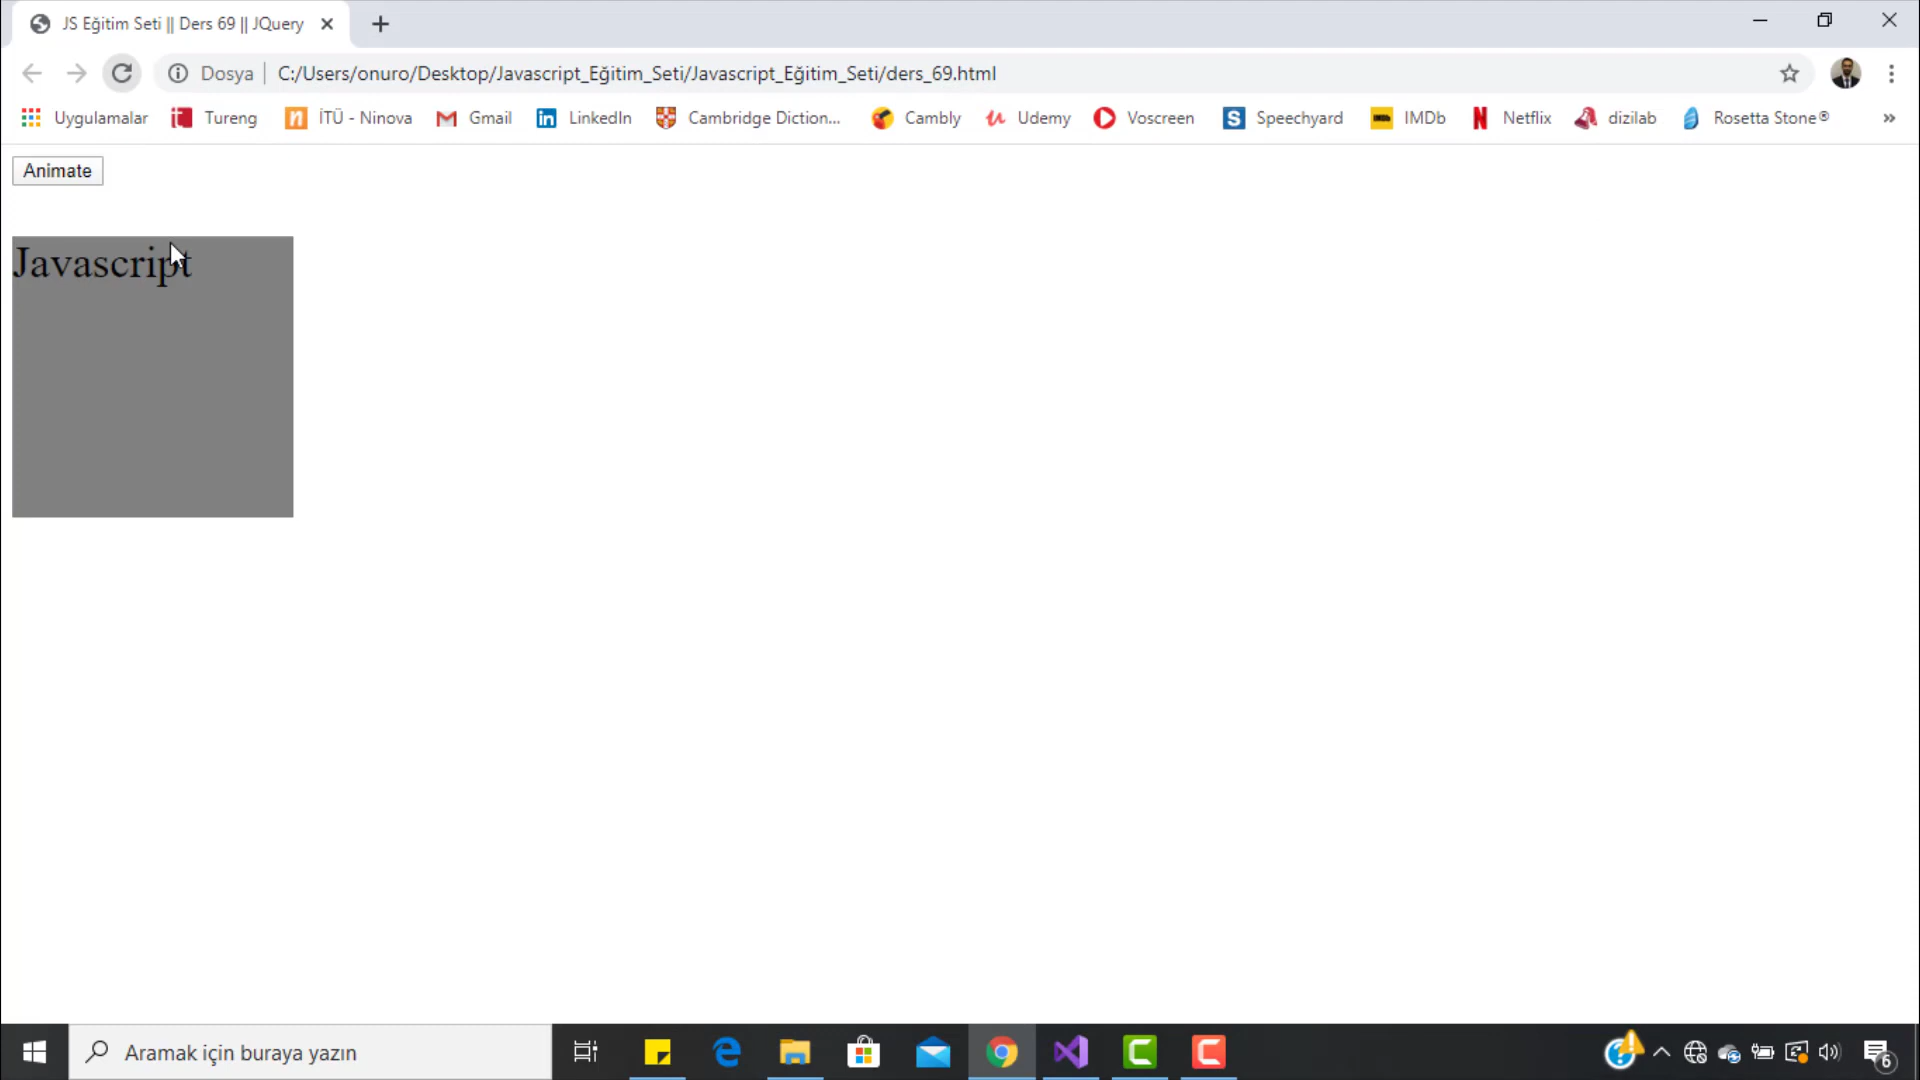 JS Eğitim Seti || Ders 69 || JQuery
Dosya C:/Users/onuro/Desktop/Javascript_Eğitim_Seti/Javascript_Eğitim_Seti/ders_69.html
Uygulamalar Tureng İTÜ - Ninova Gmail LinkedIn Cambridge Diction... Cambly Udemy Voscreen Speechyard IMDb Netflix dizilab Rosetta Stone® »
Animate
Javascript
Aramak için buraya yazın
6